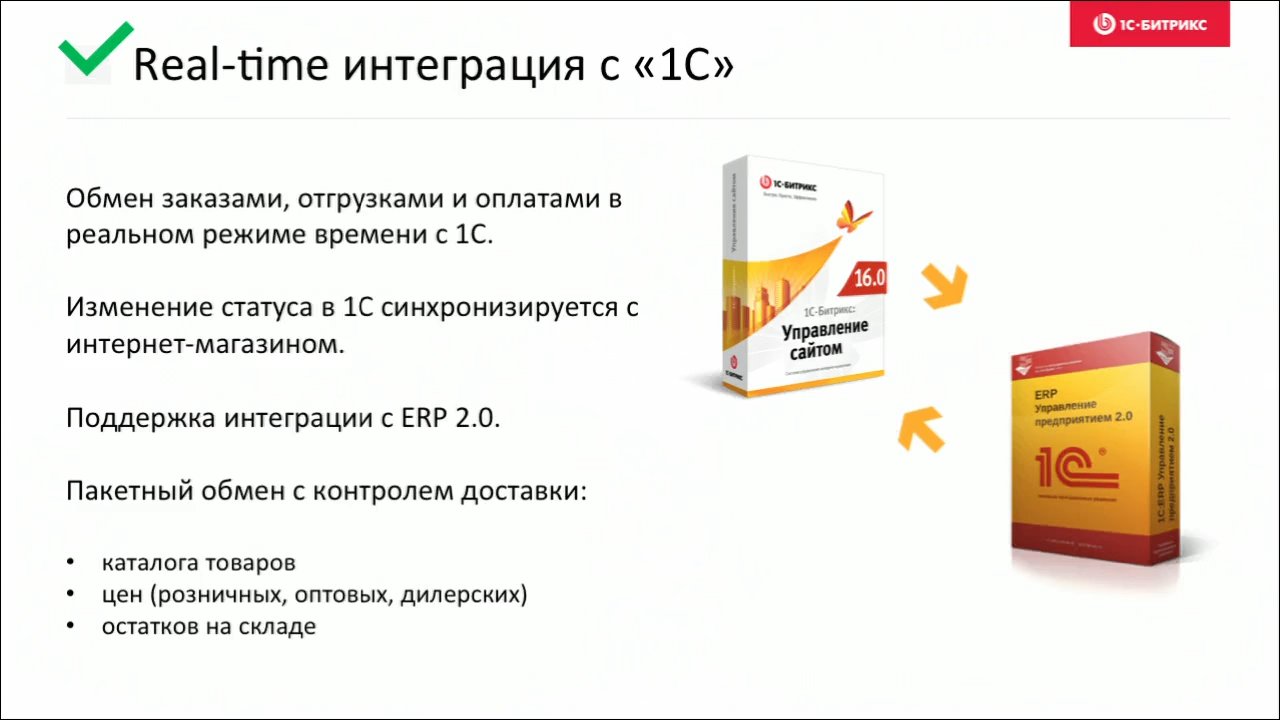 1С-БИТРИКС
Real-time интеграция с «1С»
Обмен заказами, отгрузками и оплатами в
реальном режиме времени с 1С.
Изменение статуса в 1С синхронизируется с
интернет-магазином.
Поддержка интеграции с ERP 2.0.
Пакетный обмен с контролем доставки:
• каталога товаров
• цен (розничных, оптовых, дилерских)
• остатков на складе
1С-БИТРИКС
Управление сайтом
16.0
1С-Битрикс:
Управление
сайтом
1С-БИТРИКС
ERP
Управление
предприятием 2.0
1С
1С:ERP Управление
предприятием 2.0